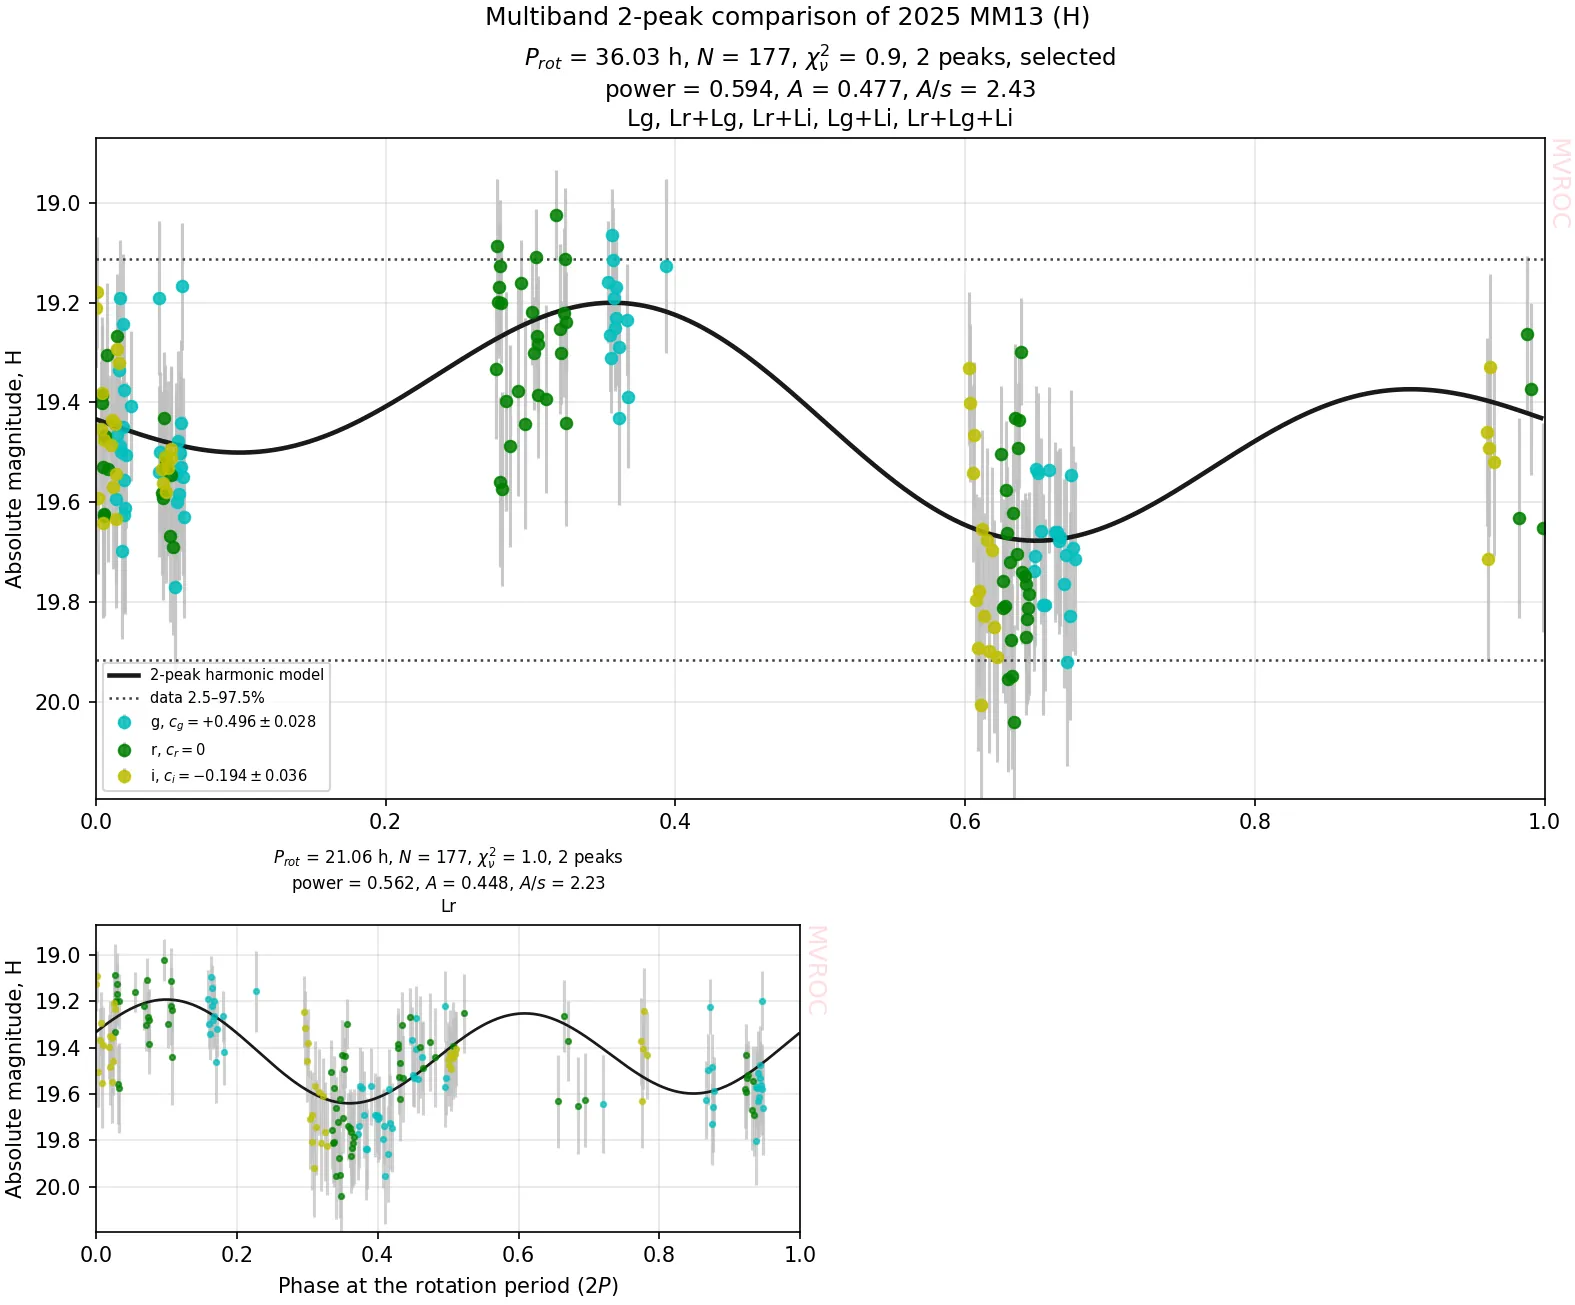 Multiband 2-peak comparison of 2025 MM13 (H)
P_rot = 36.03 h, N = 177, χ²_ν = 0.9, 2 peaks, selected
power = 0.594, A = 0.477, A/s = 2.43
Lg, Lr+Lg, Lr+Li, Lg+Li, Lr+Lg+Li
MVROC
Absolute magnitude, H
19.0
19.2
19.4
19.6
19.8
20.0
2-peak harmonic model
data 2.5–97.5%
g, c_g = +0.496 ± 0.028
r, c_r = 0
i, c_i = −0.194 ± 0.036
0.0 0.2 0.4 0.6 0.8 1.0
P_rot = 21.06 h, N = 177, χ²_ν = 1.0, 2 peaks
power = 0.562, A = 0.448, A/s = 2.23
Lr
MVROC
Absolute magnitude, H
19.0
19.2
19.4
19.6
19.8
20.0
0.0 0.2 0.4 0.6 0.8 1.0
Phase at the rotation period (2P)